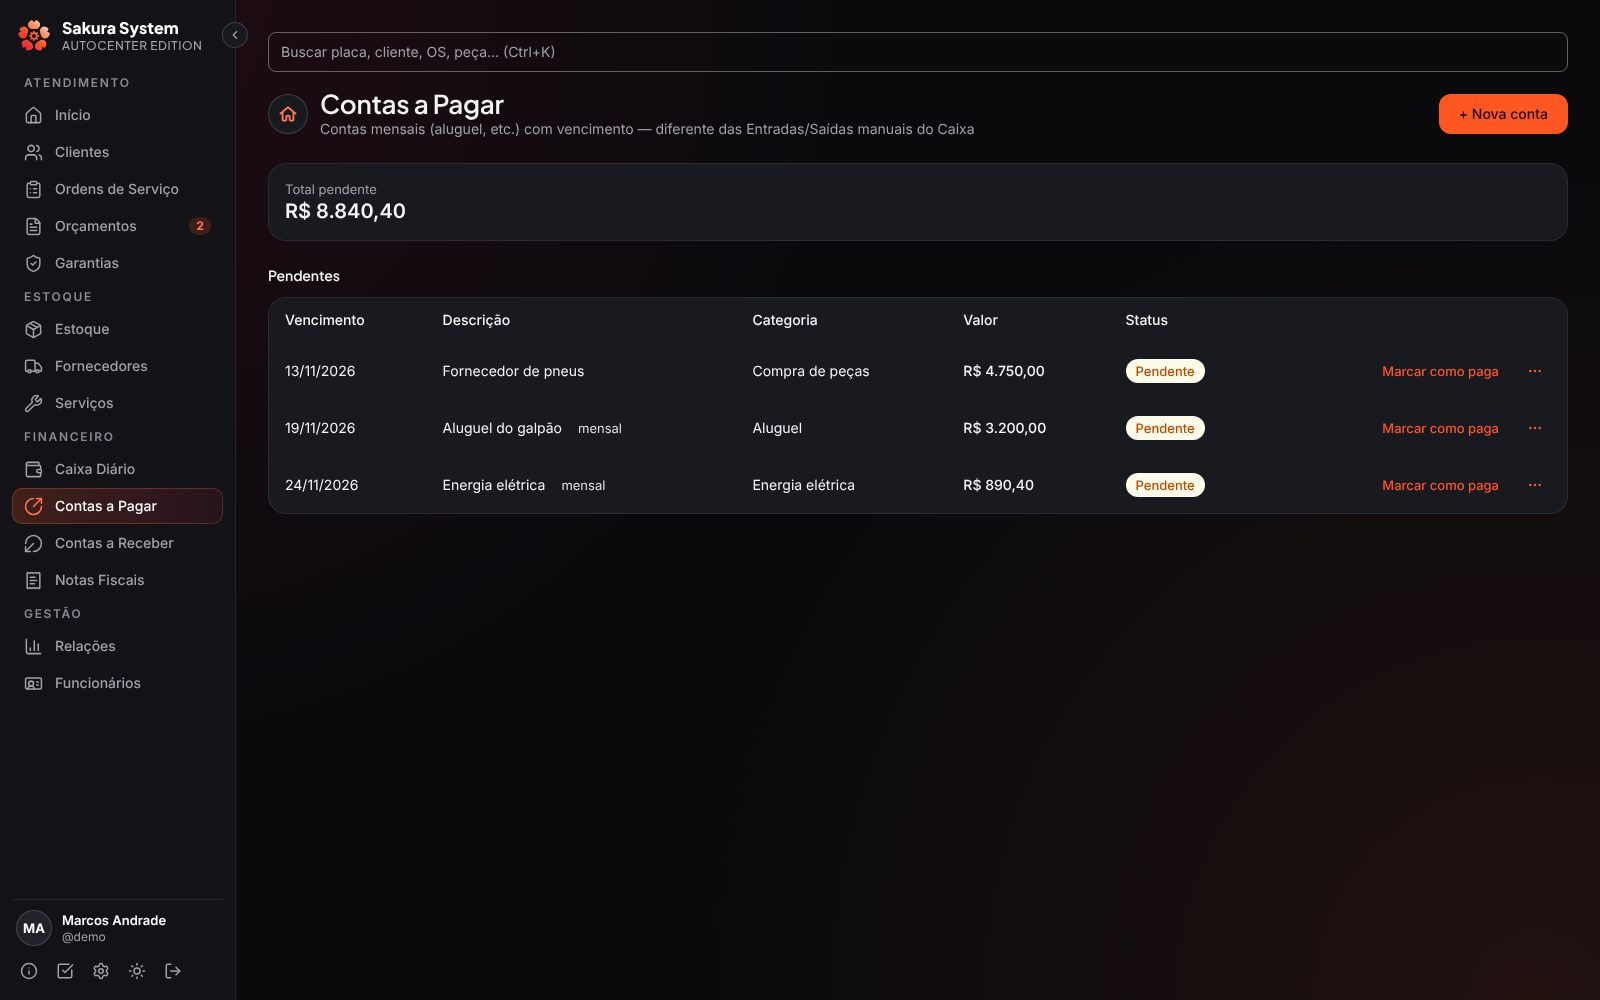 Sakura System
AUTOCENTER EDITION
ATENDIMENTO
Início
Clientes
Ordens de Serviço
Orçamentos 2
Garantias
ESTOQUE
Estoque
Fornecedores
Serviços
FINANCEIRO
Caixa Diário
Contas a Pagar
Contas a Receber
Notas Fiscais
GESTÃO
Relações
Funcionários
MA
Marcos Andrade
@demo
Buscar placa, cliente, OS, peça... (Ctrl+K)
Contas a Pagar
Contas mensais (aluguel, etc.) com vencimento — diferente das Entradas/Saídas manuais do Caixa
+ Nova conta
Total pendente
R$ 8.840,40
Pendentes
Vencimento Descrição Categoria Valor Status
13/11/2026 Fornecedor de pneus Compra de peças R$ 4.750,00 Pendente Marcar como paga ···
19/11/2026 Aluguel do galpão mensal Aluguel R$ 3.200,00 Pendente Marcar como paga ···
24/11/2026 Energia elétrica mensal Energia elétrica R$ 890,40 Pendente Marcar como paga ···